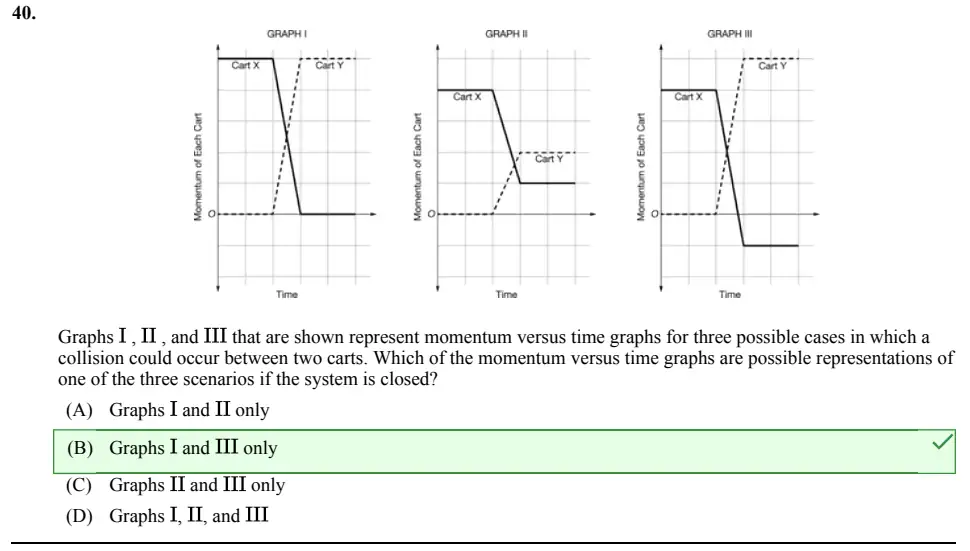 40.
GRAPH I
GRAPH II
GRAPH III
Momentum of Each Cart
Cart X
Cart Y
O
Time
Momentum of Each Cart
Cart X
Cart Y
O
Time
Momentum of Each Cart
Cart X
Cart Y
O
Time
Graphs I , II , and III that are shown represent momentum versus time graphs for three possible cases in which a
collision could occur between two carts. Which of the momentum versus time graphs are possible representations of
one of the three scenarios if the system is closed?
(A) Graphs I and II only
(B) Graphs I and III only
(C) Graphs II and III only
(D) Graphs I, II, and III